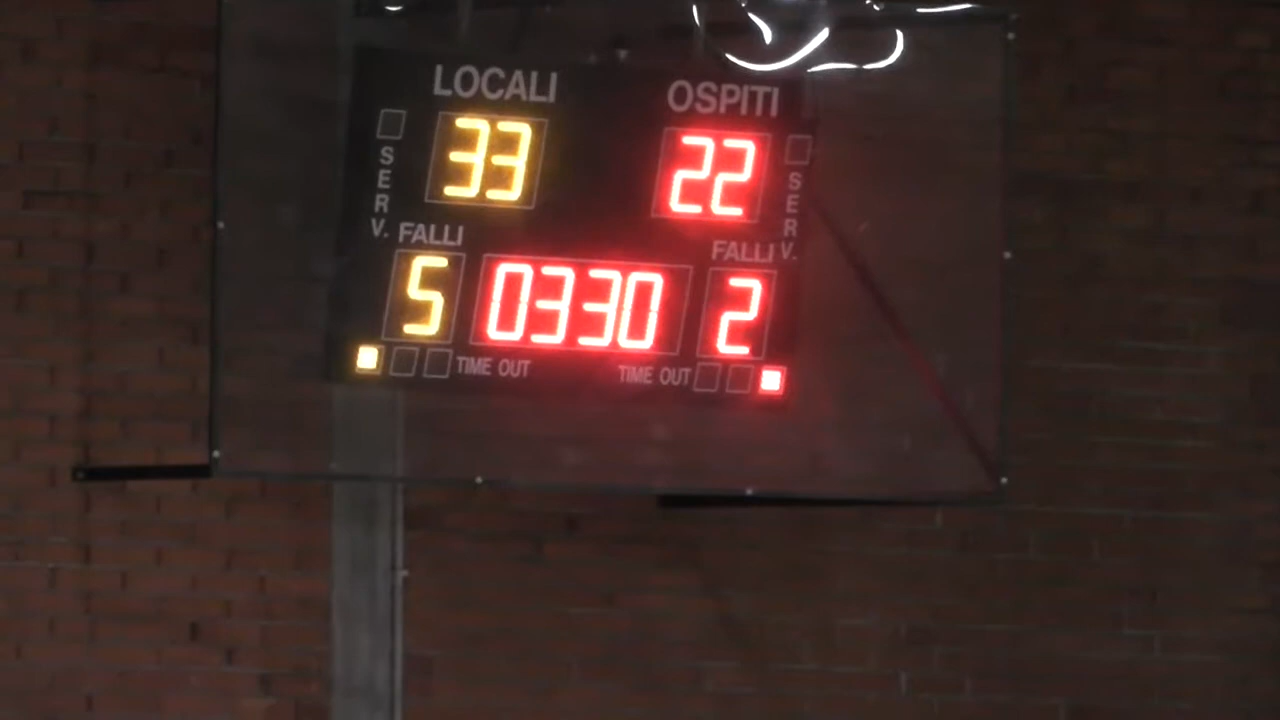 LOCALI OSPITI
33 22
SERV. SERV.
FALLI FALLI
5 0330 2
TIME OUT TIME OUT